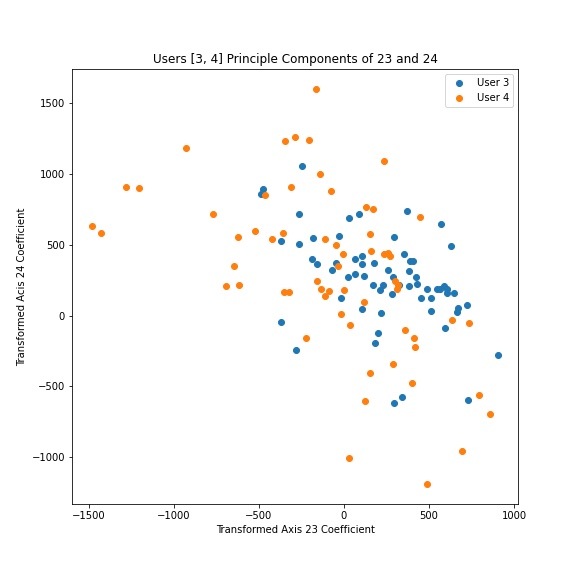 Users [3, 4] Principle Components of 23 and 24
User 3
User 4
1500
1000
500
0
−500
−1000
Transformed Acis 24 Coefficient
−1500
−1000
−500
0
500
1000
Transformed Axis 23 Coefficient